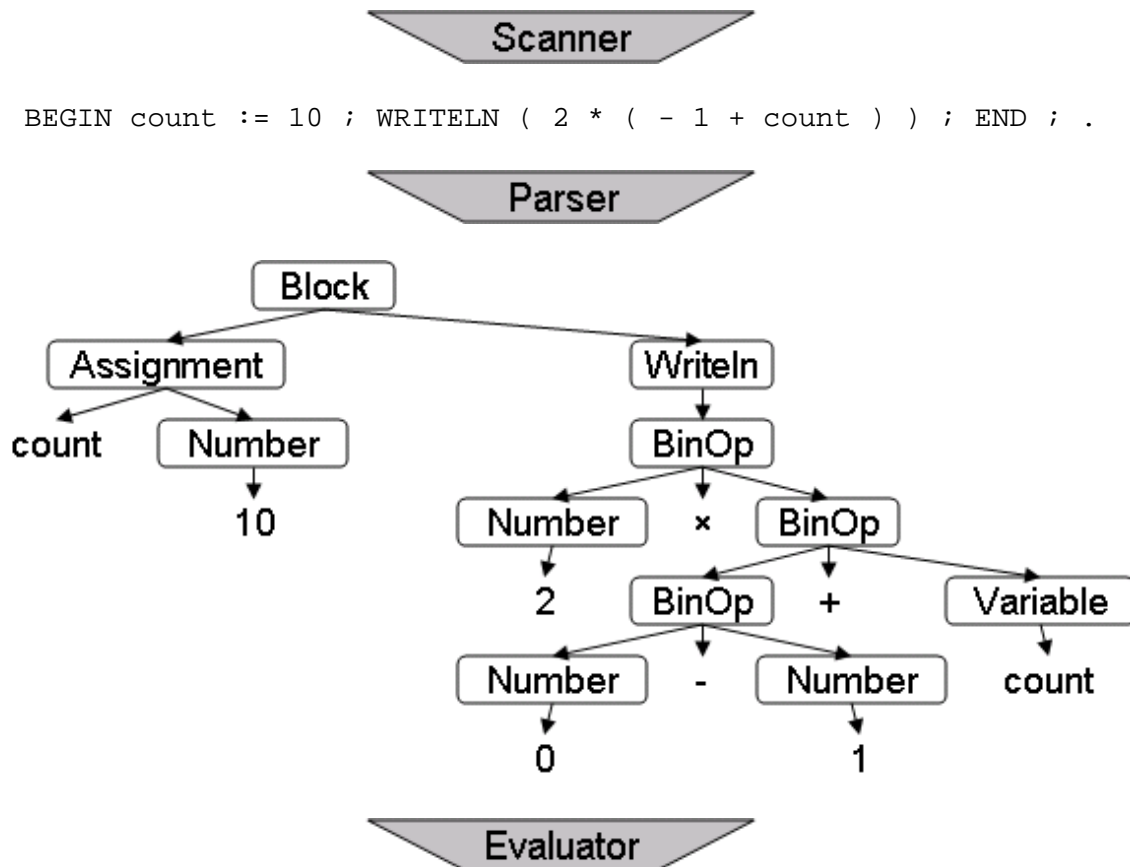 Scanner
BEGIN count := 10 ; WRITELN ( 2 * ( - 1 + count ) ) ; END ; .
Parser
Block
Assignment Writeln
count Number BinOp
10 Number × BinOp
2 BinOp + Variable
Number - Number count
0 1
Evaluator